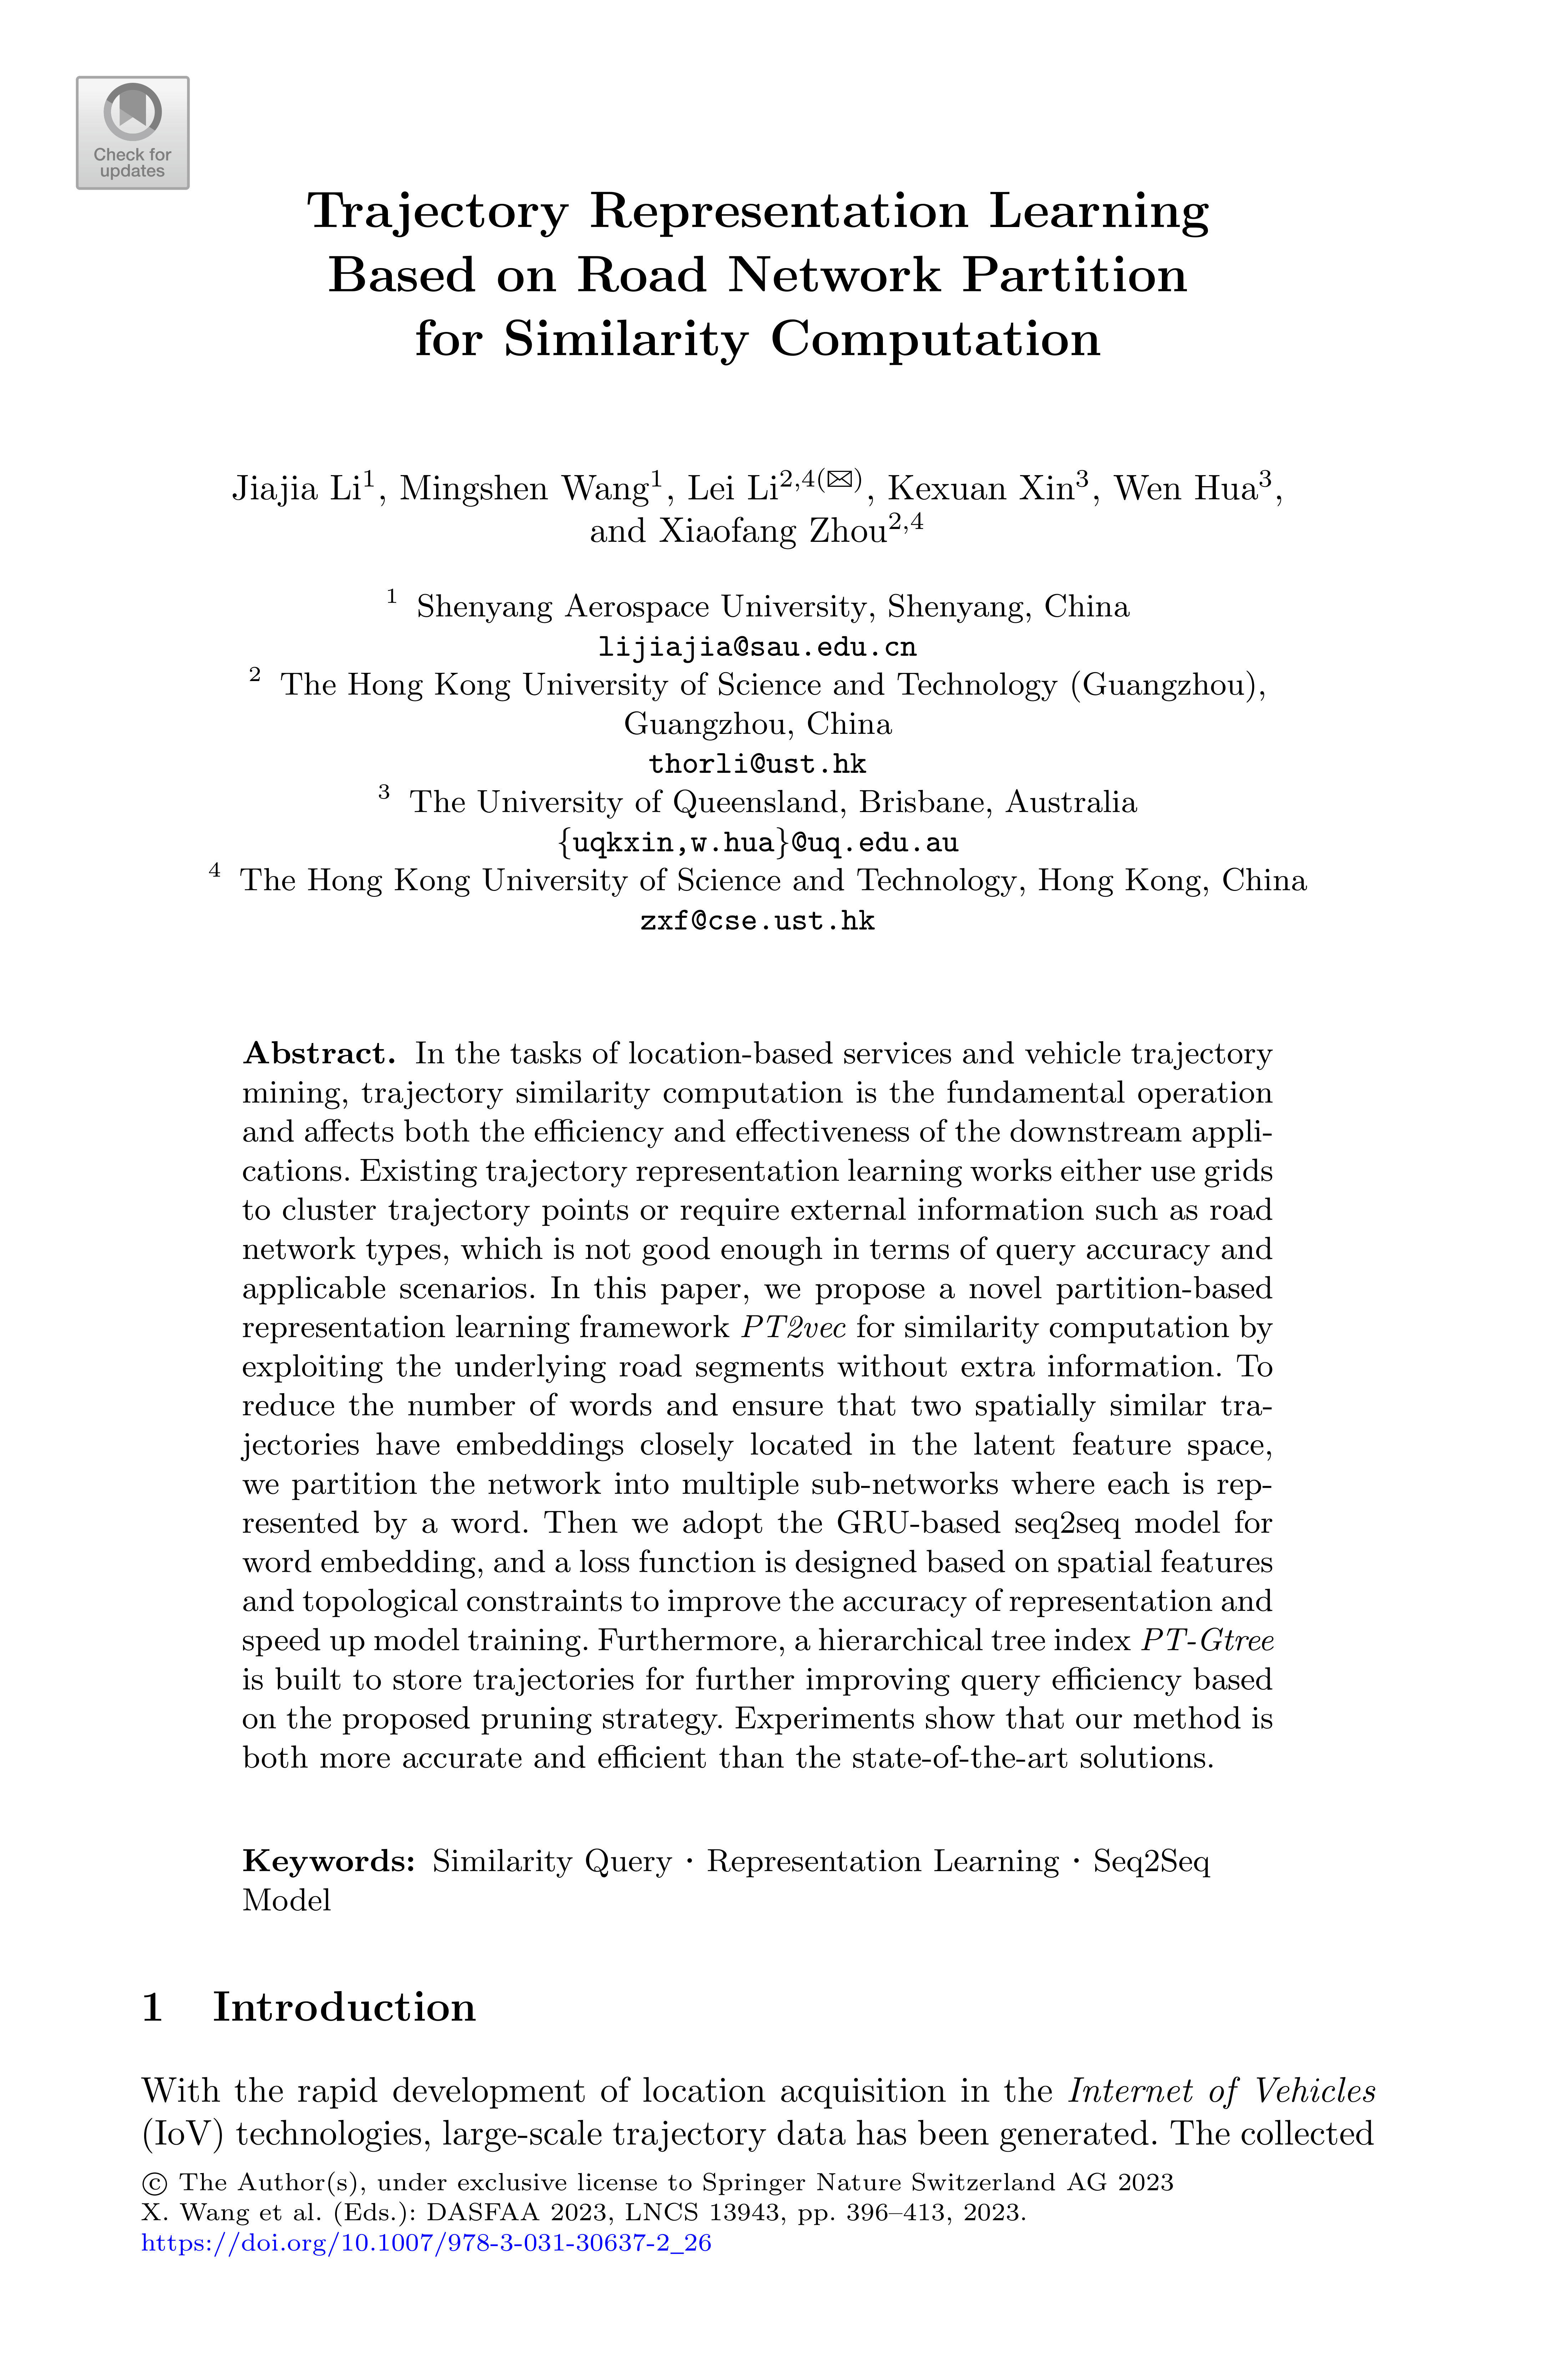 Check for
updates
Trajectory Representation Learning
Based on Road Network Partition
for Similarity Computation
Jiajia Li1, Mingshen Wang1, Lei Li2,4(✉), Kexuan Xin3, Wen Hua3,
and Xiaofang Zhou2,4
1 Shenyang Aerospace University, Shenyang, China
lijiajia@sau.edu.cn
2 The Hong Kong University of Science and Technology (Guangzhou),
Guangzhou, China
thorli@ust.hk
3 The University of Queensland, Brisbane, Australia
{uqkxin,w.hua}@uq.edu.au
4 The Hong Kong University of Science and Technology, Hong Kong, China
zxf@cse.ust.hk
Abstract. In the tasks of location-based services and vehicle trajectory
mining, trajectory similarity computation is the fundamental operation
and affects both the efficiency and effectiveness of the downstream appli-
cations. Existing trajectory representation learning works either use grids
to cluster trajectory points or require external information such as road
network types, which is not good enough in terms of query accuracy and
applicable scenarios. In this paper, we propose a novel partition-based
representation learning framework PT2vec for similarity computation by
exploiting the underlying road segments without extra information. To
reduce the number of words and ensure that two spatially similar tra-
jectories have embeddings closely located in the latent feature space,
we partition the network into multiple sub-networks where each is rep-
resented by a word. Then we adopt the GRU-based seq2seq model for
word embedding, and a loss function is designed based on spatial features
and topological constraints to improve the accuracy of representation and
speed up model training. Furthermore, a hierarchical tree index PT-Gtree
is built to store trajectories for further improving query efficiency based
on the proposed pruning strategy. Experiments show that our method is
both more accurate and efficient than the state-of-the-art solutions.
Keywords: Similarity Query · Representation Learning · Seq2Seq
Model
1 Introduction
With the rapid development of location acquisition in the Internet of Vehicles
(IoV) technologies, large-scale trajectory data has been generated. The collected
© The Author(s), under exclusive license to Springer Nature Switzerland AG 2023
X. Wang et al. (Eds.): DASFAA 2023, LNCS 13943, pp. 396–413, 2023.
https://doi.org/10.1007/978-3-031-30637-2_26